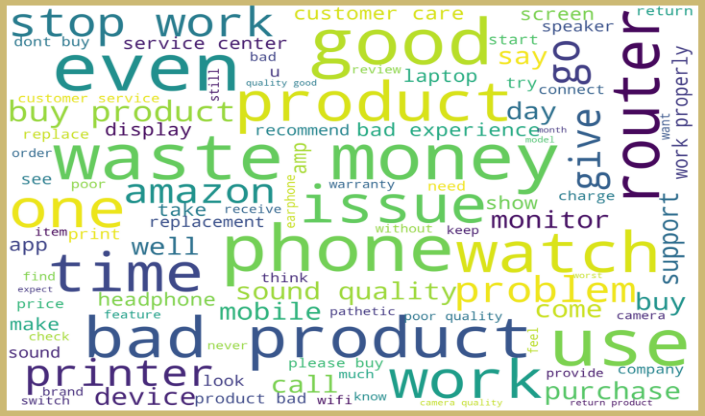 stop work
customer care
screen
return
dont buy
service center
good
start
speaker
say
go
router
even
bad
still
u
quality good
review
laptop
try
connect
customer service
product
day
buy product
replace
display
recommend
bad experience
month
model
want
work properly
order
waste money
give
see
poor
amp
earphone
warranty
need
charge
amazon
issue
show
one
take
receive
replacement
monitor
support
item
print
without
keep
app
well
phone
watch
time
think
find
expect
sound quality
problem
worst
price
headphone
mobile
pathetic
poor quality
come
buy
camera
make
feature
check
bad product
never
feel
use
sound
printer
please buy
work
provide
company
look
call
much
brand
device
switch
product bad
wifi
know
camera quality
purchase
return product